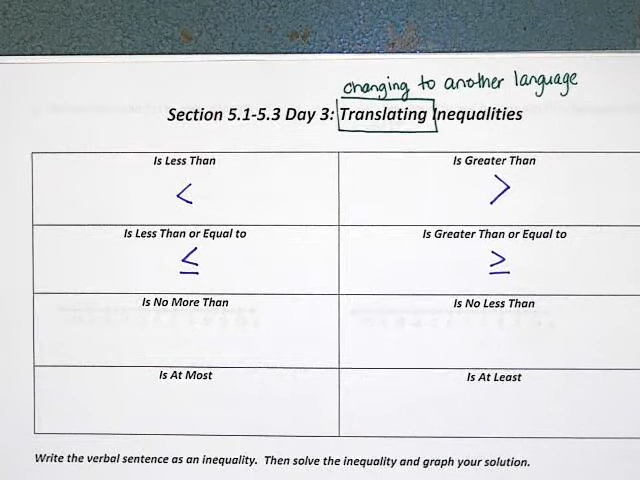 changing to another language
Section 5.1-5.3 Day 3: Translating Inequalities
Is Less Than
Is Greater Than
<
>
Is Less Than or Equal to
Is Greater Than or Equal to
≤
≥
Is No More Than
Is No Less Than
Is At Most
Is At Least
Write the verbal sentence as an inequality. Then solve the inequality and graph your solution.